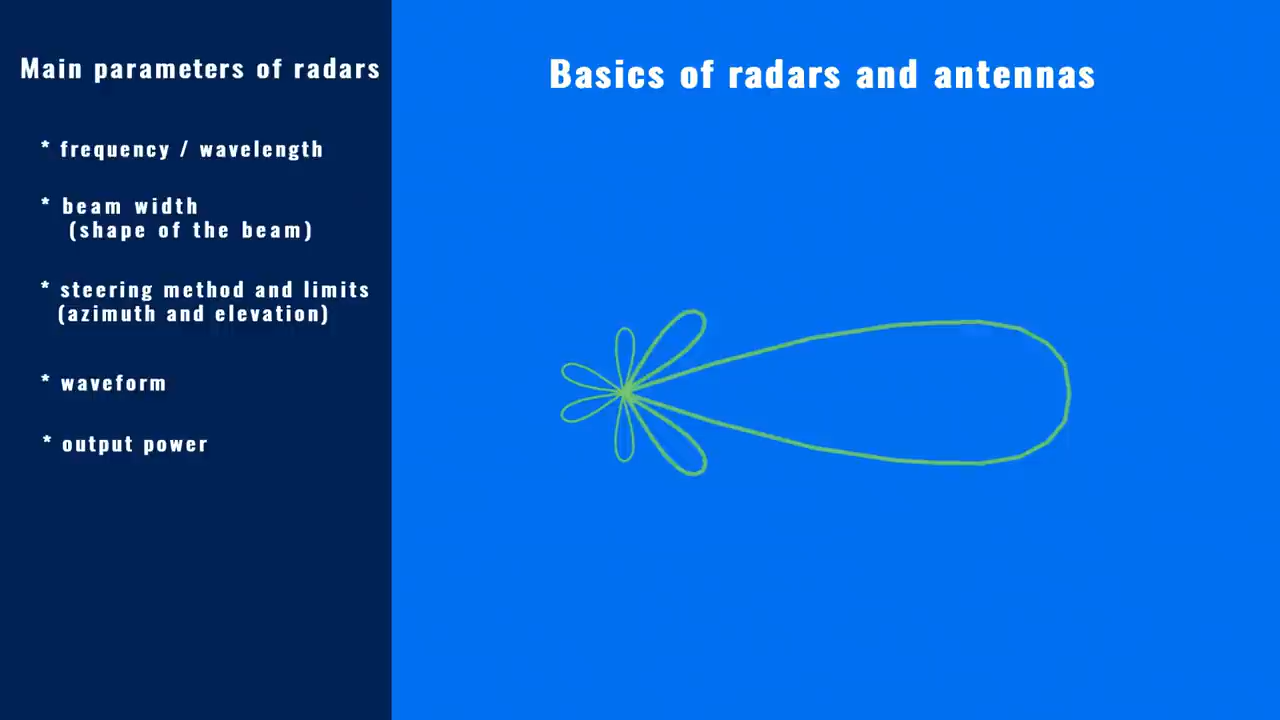 Main parameters of radars
* frequency / wavelength
* beam width
(shape of the beam)
* steering method and limits
(azimuth and elevation)
* waveform
* output power
Basics of radars and antennas